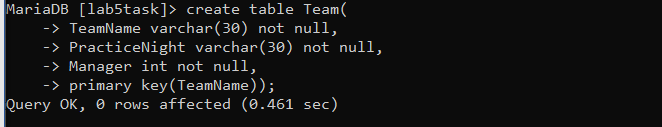 MariaDB [lab5task]> create table Team(
    -> TeamName varchar(30) not null,
    -> PracticeNight varchar(30) not null,
    -> Manager int not null,
    -> primary key(TeamName));
Query OK, 0 rows affected (0.461 sec)